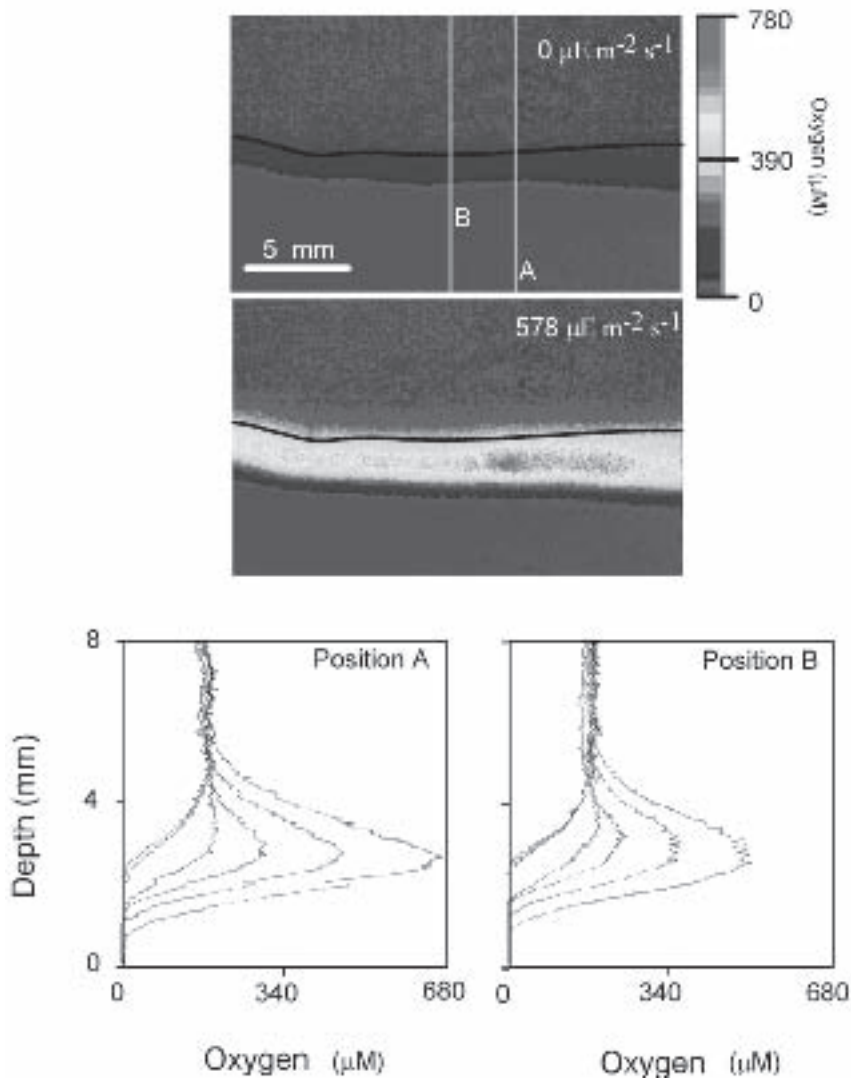 0 µE m-2 s-1
B
A
5 mm
780
390
0
Oxygen (µM)
578 µE m-2 s-1
Position A
Position B
8
4
0
Depth (mm)
0 340 680
0 340 680
Oxygen (µM)
Oxygen (µM)